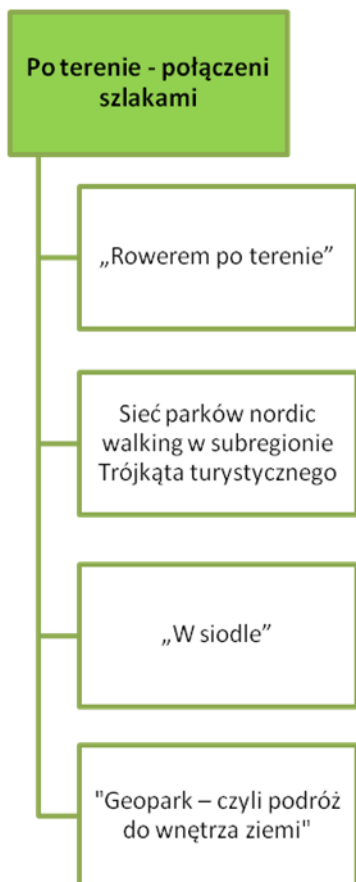 Po terenie - połączeni
szlakami
„Rowerem po terenie”
Sieć parków nordic
walking w subregionie
Trójkąta turystycznego
„W siodle”
"Geopark – czyli podróż
do wnętrza ziemi"